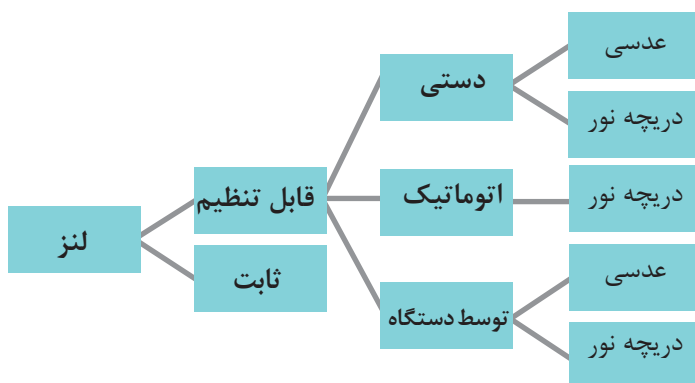 عدسی
دستی
دریچه نور
قابل تنظیم
اتوماتیک
دریچه نور
لنز
ثابت
عدسی
توسط دستگاه
دریچه نور